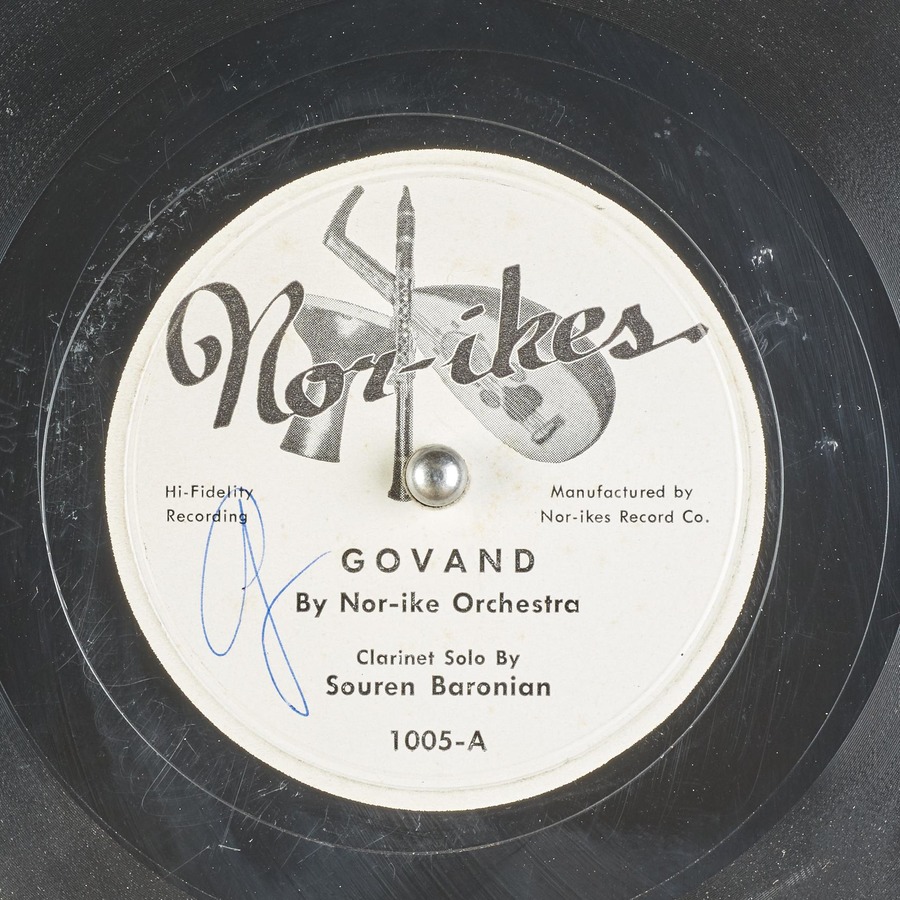 Nor-ikes
Hi-Fidelity
Recording
Manufactured by
Nor-ikes Record Co.
GOVAND
By Nor-ike Orchestra
Clarinet Solo By
Souren Baronian
1005-A